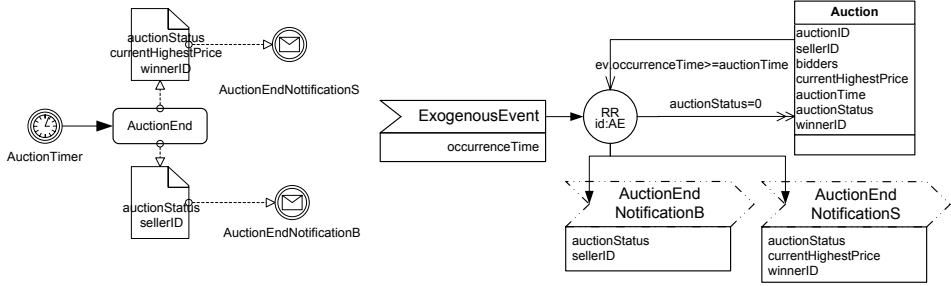 auctionStatus
currentHighestPrice
winnerID
AuctionEndNottificationS
AuctionEnd
AuctionTimer
auctionStatus
sellerID
AuctionEndNotificationB
Auction
auctionID
sellerID
bidders
currentHighestPrice
auctionTime
auctionStatus
winnerID
ev.occurrenceTime>=auctionTime
ExogenousEvent
occurrenceTime
RR
id:AE
auctionStatus=0
AuctionEnd
NotificationB
auctionStatus
sellerID
AuctionEnd
NotificationS
auctionStatus
currentHighestPrice
winnerID